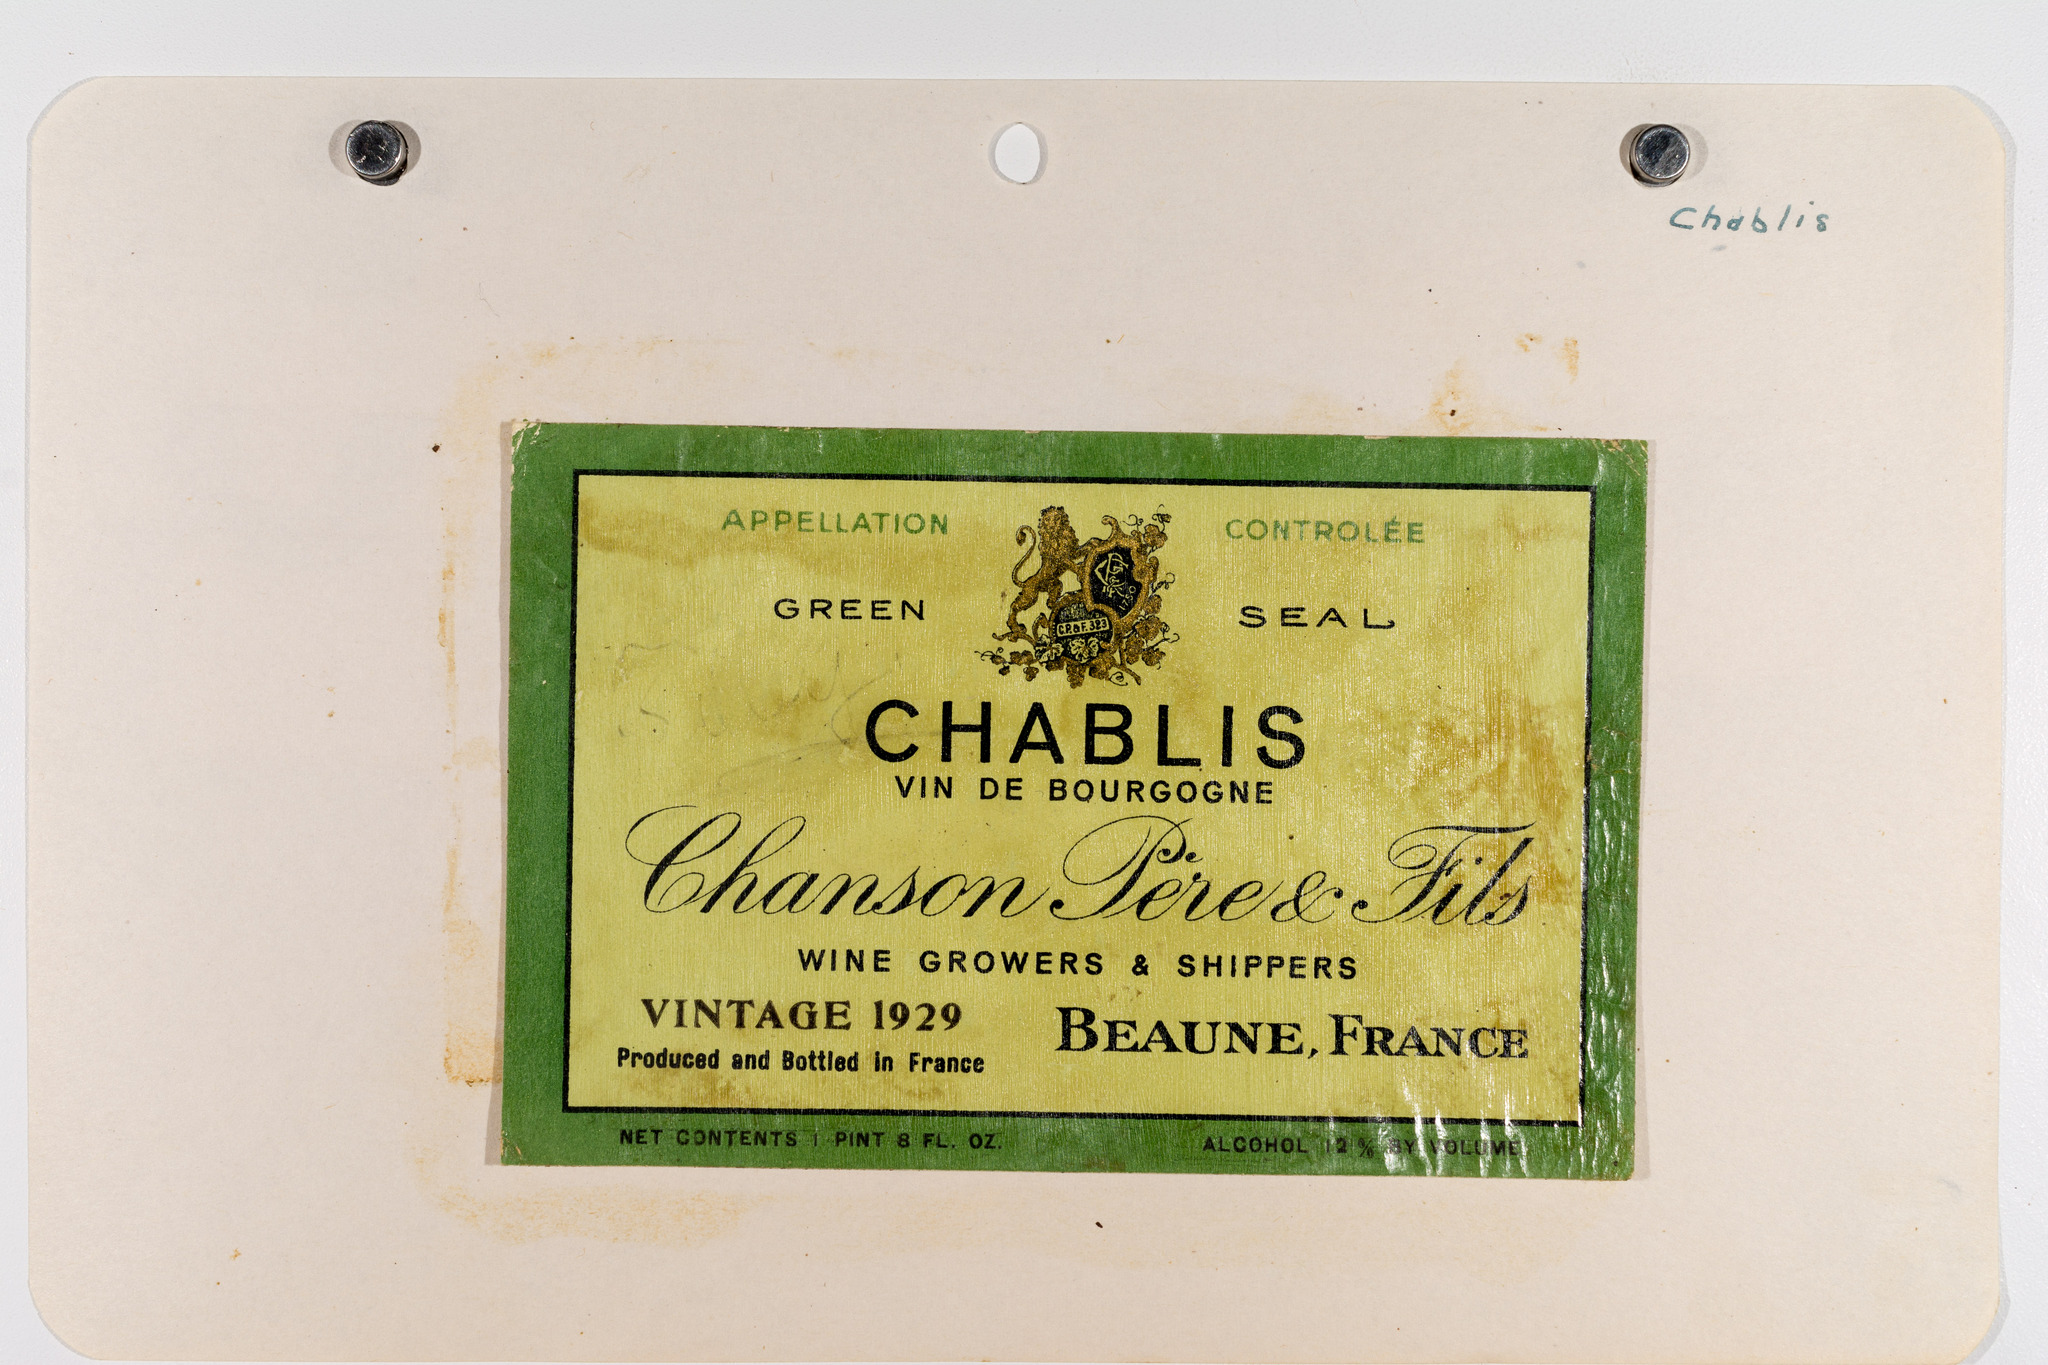 Chablis
APPELLATION CONTROLÉE
GREEN SEAL
C.P. & F. 323
CHABLIS
VIN DE BOURGOGNE
Chanson Père & Fils
WINE GROWERS & SHIPPERS
VINTAGE 1929
BEAUNE, FRANCE
Produced and Bottled in France
NET CONTENTS 1 PINT 8 FL. OZ.
ALCOHOL 12 % BY VOLUME